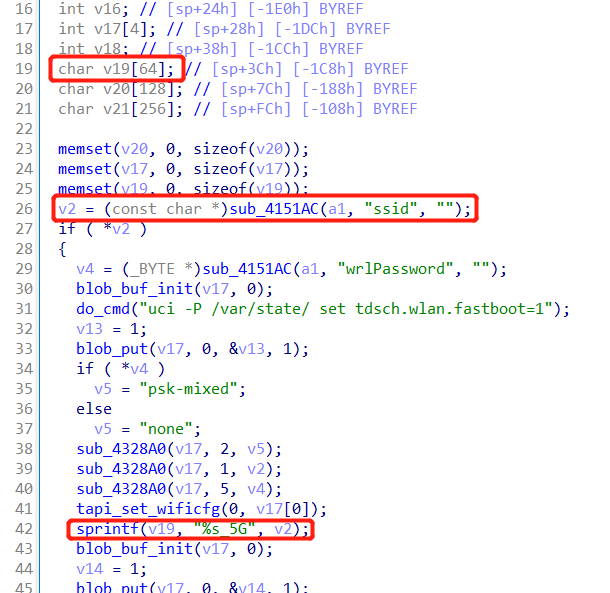 16 int v16; // [sp+24h] [-1E0h] BYREF
17 int v17[4]; // [sp+28h] [-1DCh] BYREF
18 int v18; // [sp+38h] [-1CCh] BYREF
19 char v19[64]; // [sp+3Ch] [-1C8h] BYREF
20 char v20[128]; // [sp+7Ch] [-188h] BYREF
21 char v21[256]; // [sp+FCh] [-108h] BYREF
22
23 memset(v20, 0, sizeof(v20));
24 memset(v17, 0, sizeof(v17));
25 memset(v19, 0, sizeof(v19));
26 v2 = (const char *)sub_4151AC(a1, "ssid", "");
27 if ( *v2 )
28 {
29 v4 = (_BYTE *)sub_4151AC(a1, "wrlPassword", "");
30 blob_buf_init(v17, 0);
31 do_cmd("uci -P /var/state/ set tdsch.wlan.fastboot=1");
32 v13 = 1;
33 blob_put(v17, 0, &v13, 1);
34 if ( *v4 )
35 v5 = "psk-mixed";
36 else
37 v5 = "none";
38 sub_4328A0(v17, 2, v5);
39 sub_4328A0(v17, 1, v2);
40 sub_4328A0(v17, 5, v4);
41 tapi_set_wificfg(0, v17[0]);
42 sprintf(v19, "%s_5G", v2);
43 blob_buf_init(v17, 0);
44 v14 = 1;
45 blob_put(v17, 0, &v14, 1);